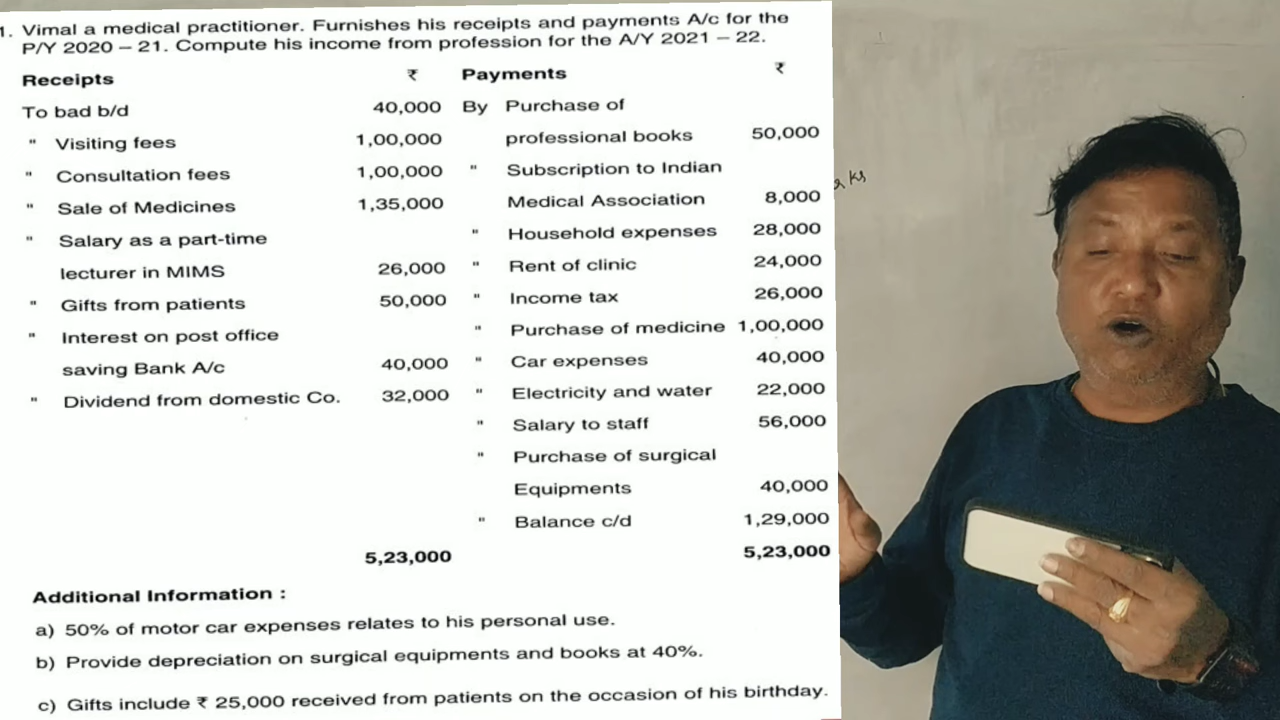 1. Vimal a medical practitioner. Furnishes his receipts and payments A/c for the
P/Y 2020 – 21. Compute his income from profession for the A/Y 2021 – 22.
Receipts ₹ Payments ₹
To bad b/d 40,000 By Purchase of
" Visiting fees 1,00,000 professional books 50,000
" Consultation fees 1,00,000 " Subscription to Indian
" Sale of Medicines 1,35,000 Medical Association 8,000
" Salary as a part-time " Household expenses 28,000
lecturer in MIMS 26,000 " Rent of clinic 24,000
" Gifts from patients 50,000 " Income tax 26,000
" Interest on post office " Purchase of medicine 1,00,000
saving Bank A/c 40,000 " Car expenses 40,000
" Dividend from domestic Co. 32,000 " Electricity and water 22,000
" Salary to staff 56,000
" Purchase of surgical
Equipments 40,000
" Balance c/d 1,29,000
5,23,000 5,23,000
Additional Information :
a) 50% of motor car expenses relates to his personal use.
b) Provide depreciation on surgical equipments and books at 40%.
c) Gifts include ₹ 25,000 received from patients on the occasion of his birthday.